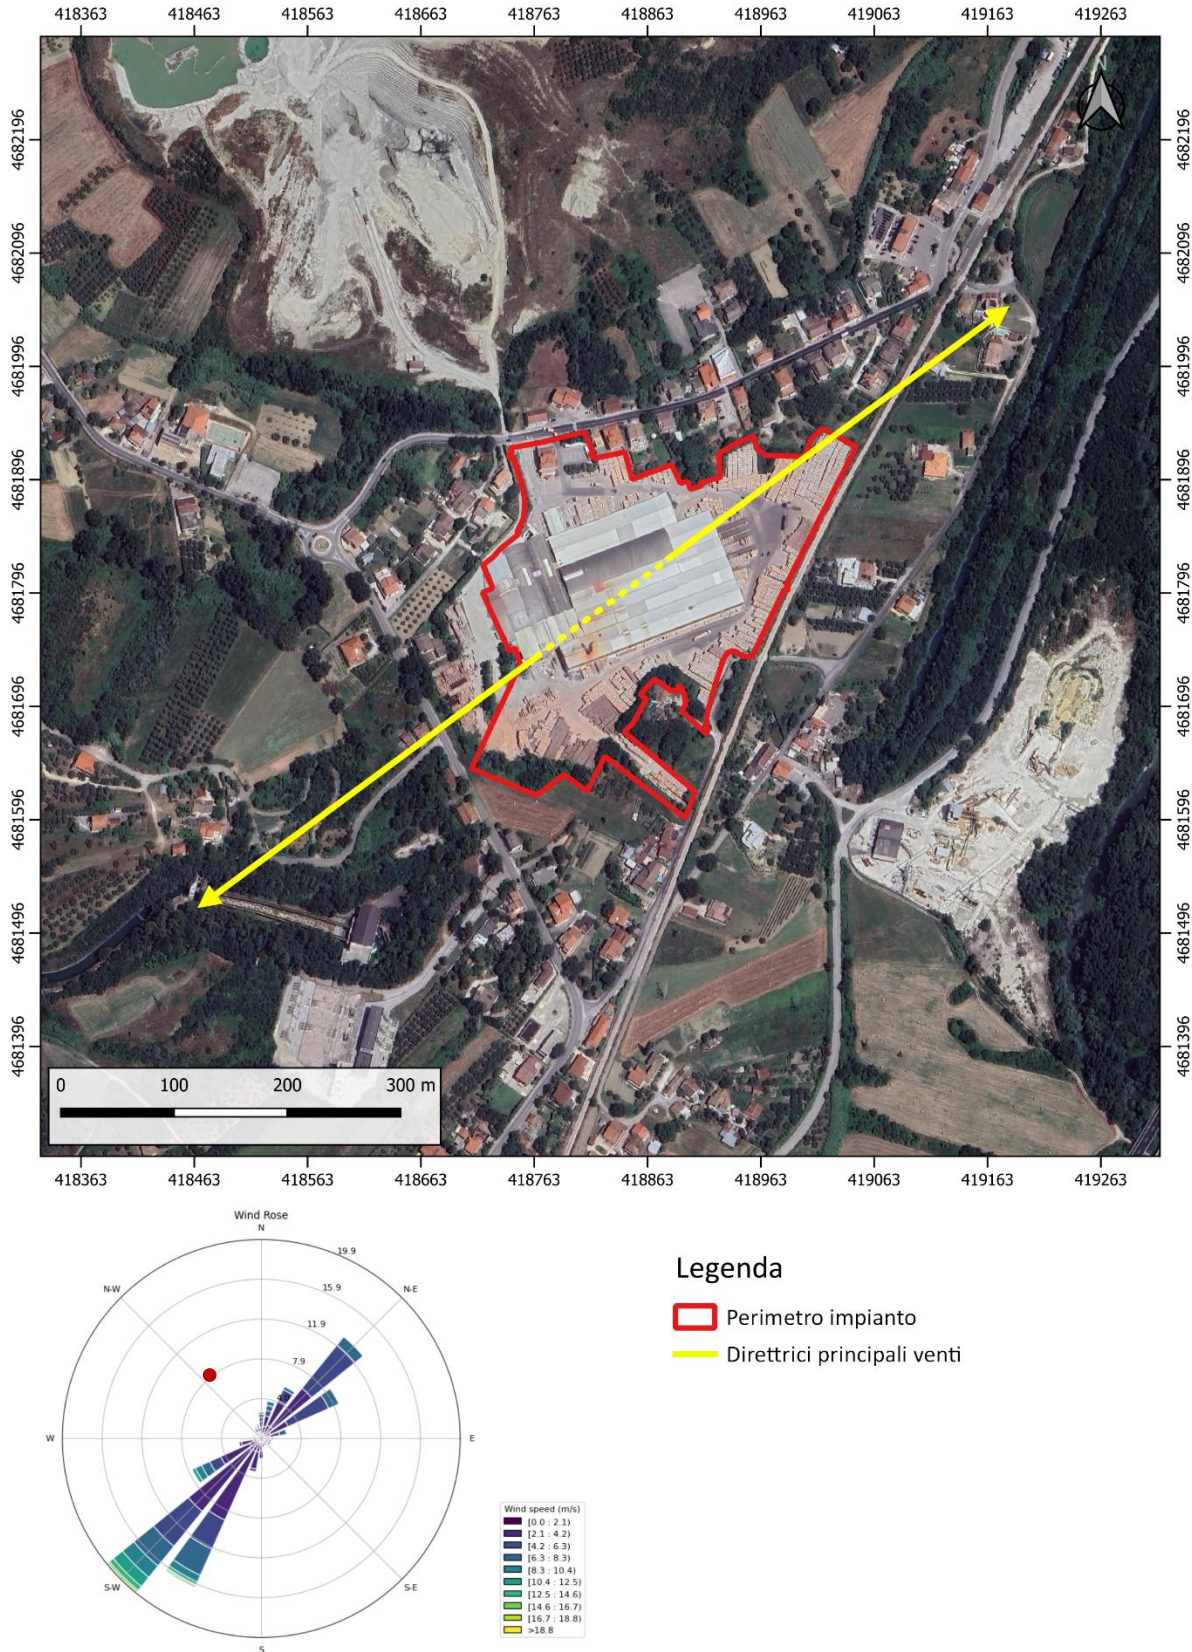 418363 418463 418563 418663 418763 418863 418963 419063 419163 419263
4682196 4682196
4682096 4682096
4681996 4681996
4681896 4681896
4681796 4681796
4681696 4681696
4681596 4681596
4681496 4681496
4681396 4681396
0 100 200 300 m
418363 418463 418563 418663 418763 418863 418963 419063 419163 419263
Wind Rose
N
19.9
N-W
15.9
N-E
11.9
7.9
W
E
S-W
S-E
S
Wind speed (m/s)
[0.0 : 2.1)
[2.1 : 4.2)
[4.2 : 6.3)
[6.3 : 8.3)
[8.3 : 10.4)
[10.4 : 12.5)
[12.5 : 14.6)
[14.6 : 16.7)
[16.7 : 18.8)
>18.8
Legenda
Perimetro impianto
Direttrici principali venti